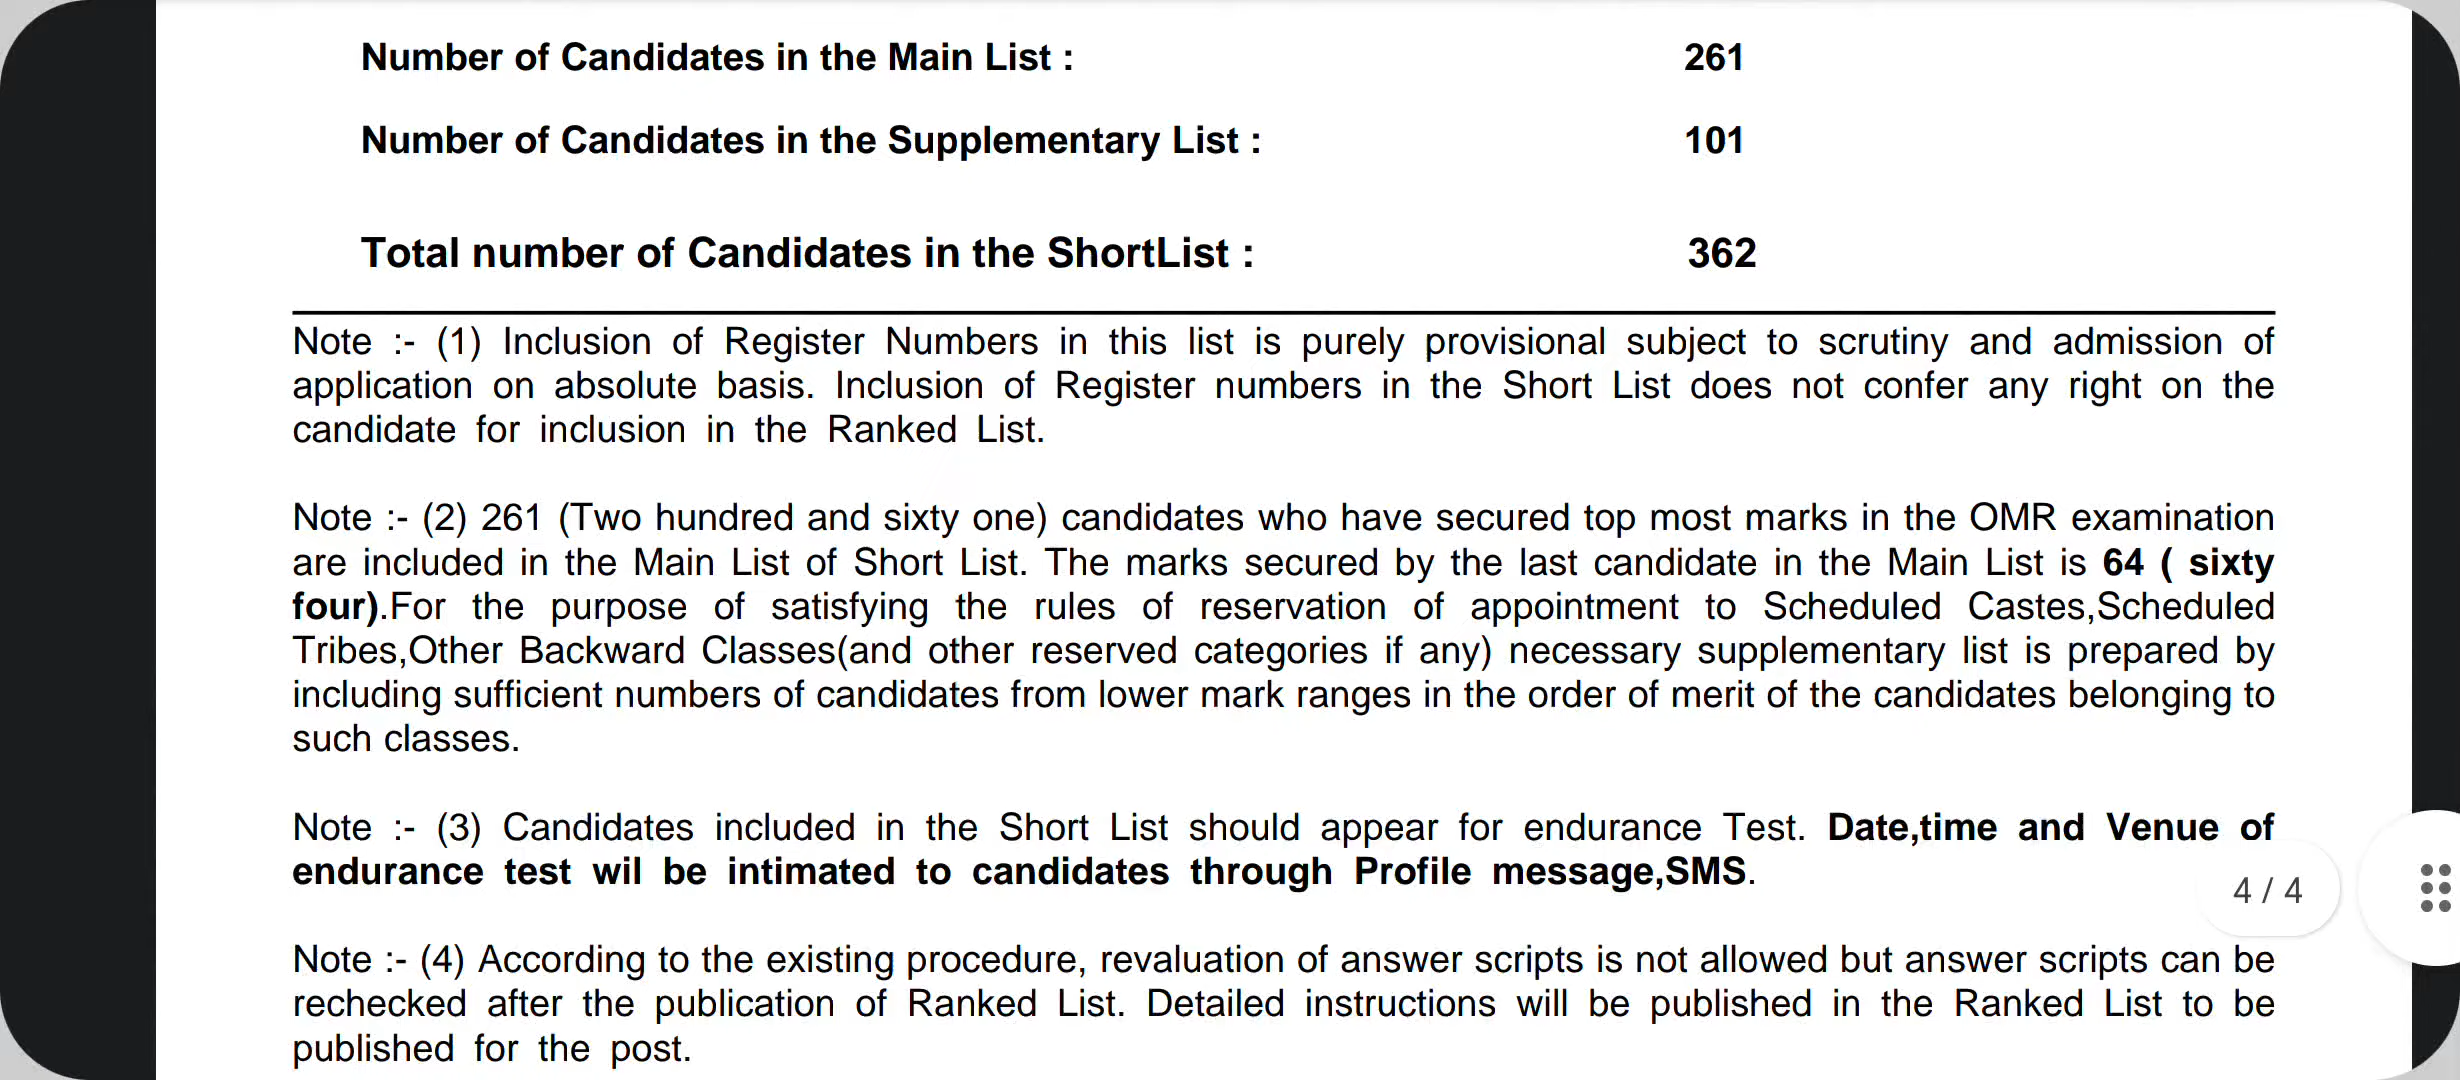 Number of Candidates in the Main List : 261
Number of Candidates in the Supplementary List : 101
Total number of Candidates in the ShortList : 362
Note :- (1) Inclusion of Register Numbers in this list is purely provisional subject to scrutiny and admission of
application on absolute basis. Inclusion of Register numbers in the Short List does not confer any right on the
candidate for inclusion in the Ranked List.
Note :- (2) 261 (Two hundred and sixty one) candidates who have secured top most marks in the OMR examination
are included in the Main List of Short List. The marks secured by the last candidate in the Main List is 64 ( sixty
four).For the purpose of satisfying the rules of reservation of appointment to Scheduled Castes,Scheduled
Tribes,Other Backward Classes(and other reserved categories if any) necessary supplementary list is prepared by
including sufficient numbers of candidates from lower mark ranges in the order of merit of the candidates belonging to
such classes.
Note :- (3) Candidates included in the Short List should appear for endurance Test. Date,time and Venue of
endurance test wil be intimated to candidates through Profile message,SMS.
4 / 4
Note :- (4) According to the existing procedure, revaluation of answer scripts is not allowed but answer scripts can be
rechecked after the publication of Ranked List. Detailed instructions will be published in the Ranked List to be
published for the post.